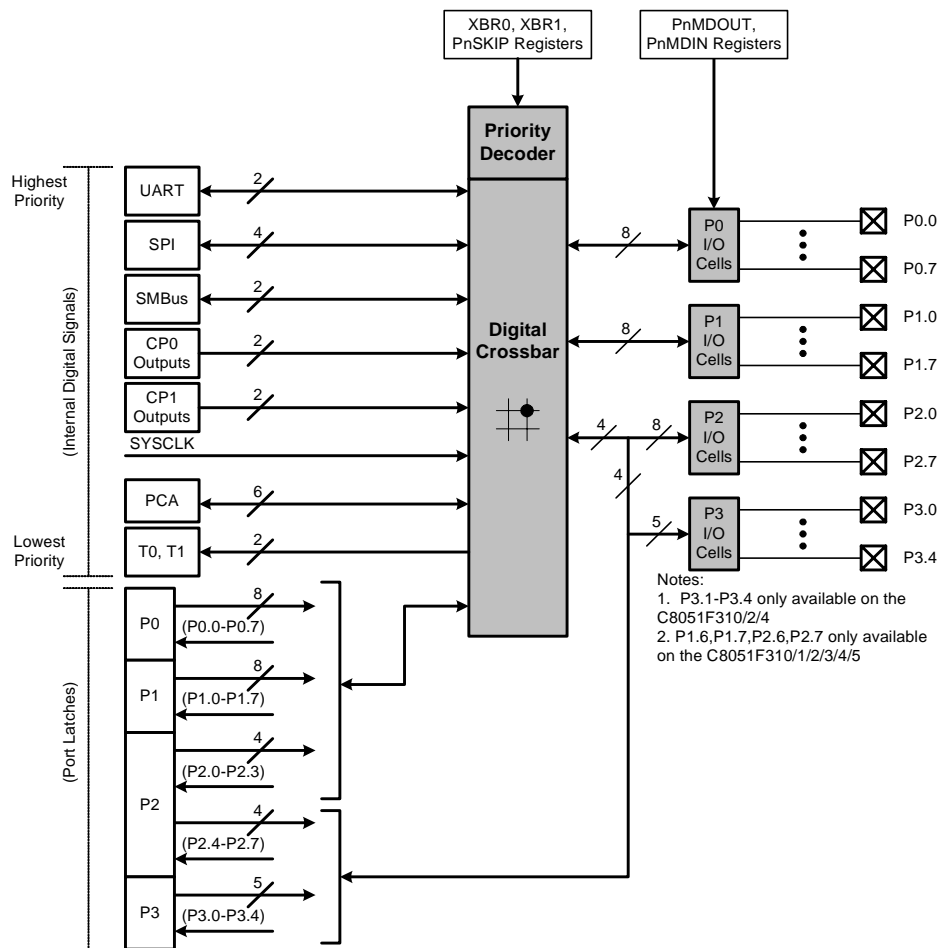 XBR0, XBR1,
PnSKIP Registers
PnMDOUT,
PnMDIN Registers
Priority
Decoder
Highest
Priority
UART
2
SPI
4
SMBus
2
CP0
Outputs
2
CP1
Outputs
2
SYSCLK
PCA
6
Lowest
Priority
T0, T1
2
(Internal Digital Signals)
Digital
Crossbar
8
P0
I/O
Cells
P0.0
P0.7
8
P1
I/O
Cells
P1.0
P1.7
4
8
P2
I/O
Cells
P2.0
P2.7
4
5
P3
I/O
Cells
P3.0
P3.4
Notes:
1. P3.1-P3.4 only available on the
C8051F310/2/4
2. P1.6,P1.7,P2.6,P2.7 only available
on the C8051F310/1/2/3/4/5
(Port Latches)
P0
8
(P0.0-P0.7)
P1
8
(P1.0-P1.7)
P2
4
(P2.0-P2.3)
4
(P2.4-P2.7)
P3
5
(P3.0-P3.4)